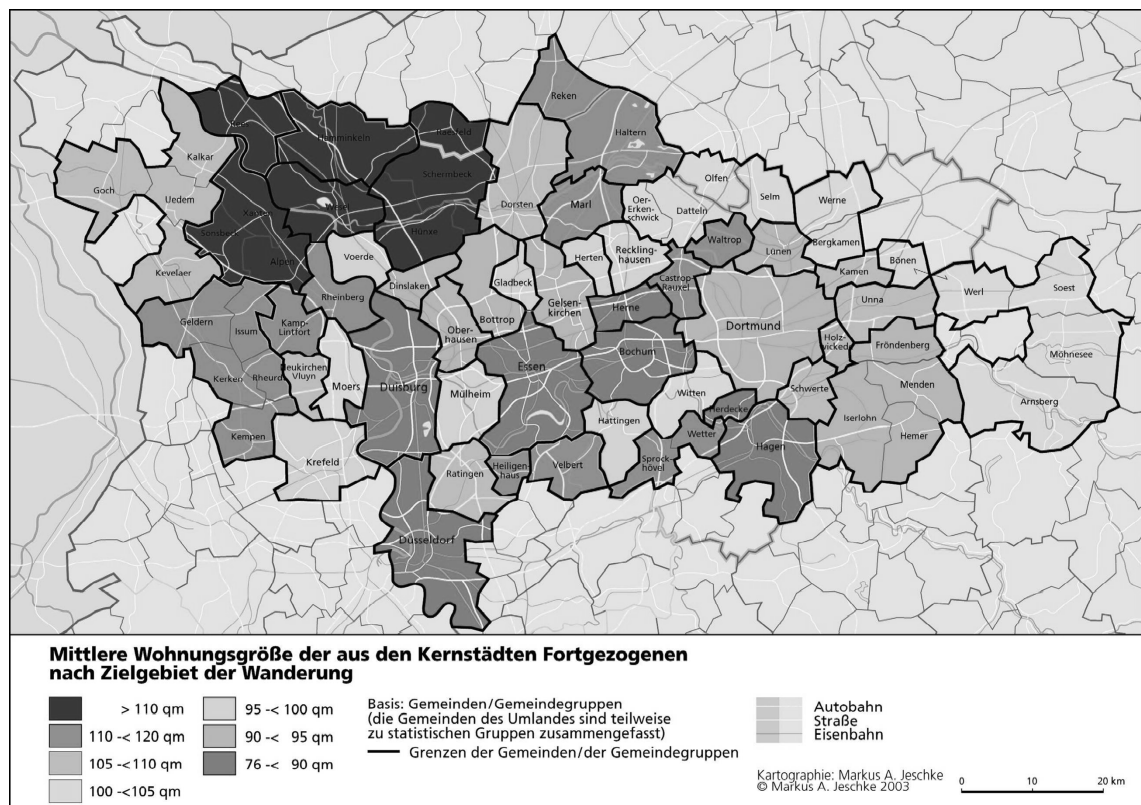 Reken
Haltern
Rees
Hamminkeln
Raesfeld
Kalkar
Schermbeck
Goch
Uedem
Olfen
Selm
Werne
Dorsten
Marl
Oer-
Erken-
schwick
Datteln
Xanten
Wesel
Sonsbeck
Hünxe
Waltrop
Lünen
Bergkamen
Bönen
Alpen
Voerde
Herten
Reckling-
hausen
Kevelaer
Dinslaken
Gladbeck
Castrop-
Rauxel
Kamen
Werl
Soest
Rheinberg
Gelsen-
kirchen
Herne
Unna
Geldern
Issum
Kamp-
Lintfort
Ober-
hausen
Bottrop
Dortmund
Holz-
wickede
Fröndenberg
Möhnesee
Bochum
Kerken
Rheurdt
Neukirchen
Vluyn
Moers
Duisburg
Essen
Mülheim
Witten
Schwerte
Menden
Arnsberg
Hattingen
Herdecke
Iserlohn
Hemer
Kempen
Krefeld
Wetter
Hagen
Ratingen
Heiligen-
haus
Velbert
Sprock-
hövel
Düsseldorf
Mittlere Wohnungsgröße der aus den Kernstädten Fortgezogenen
nach Zielgebiet der Wanderung
> 110 qm
110 -< 120 qm
105 -<110 qm
100 -<105 qm
95 -< 100 qm
90 -< 95 qm
76 -< 90 qm
Basis: Gemeinden/Gemeindegruppen
(die Gemeinden des Umlandes sind teilweise
zu statistischen Gruppen zusammengefasst)
Grenzen der Gemeinden/der Gemeindegruppen
Autobahn
Straße
Eisenbahn
Kartographie: Markus A. Jeschke
© Markus A. Jeschke 2003
0 10 20 km